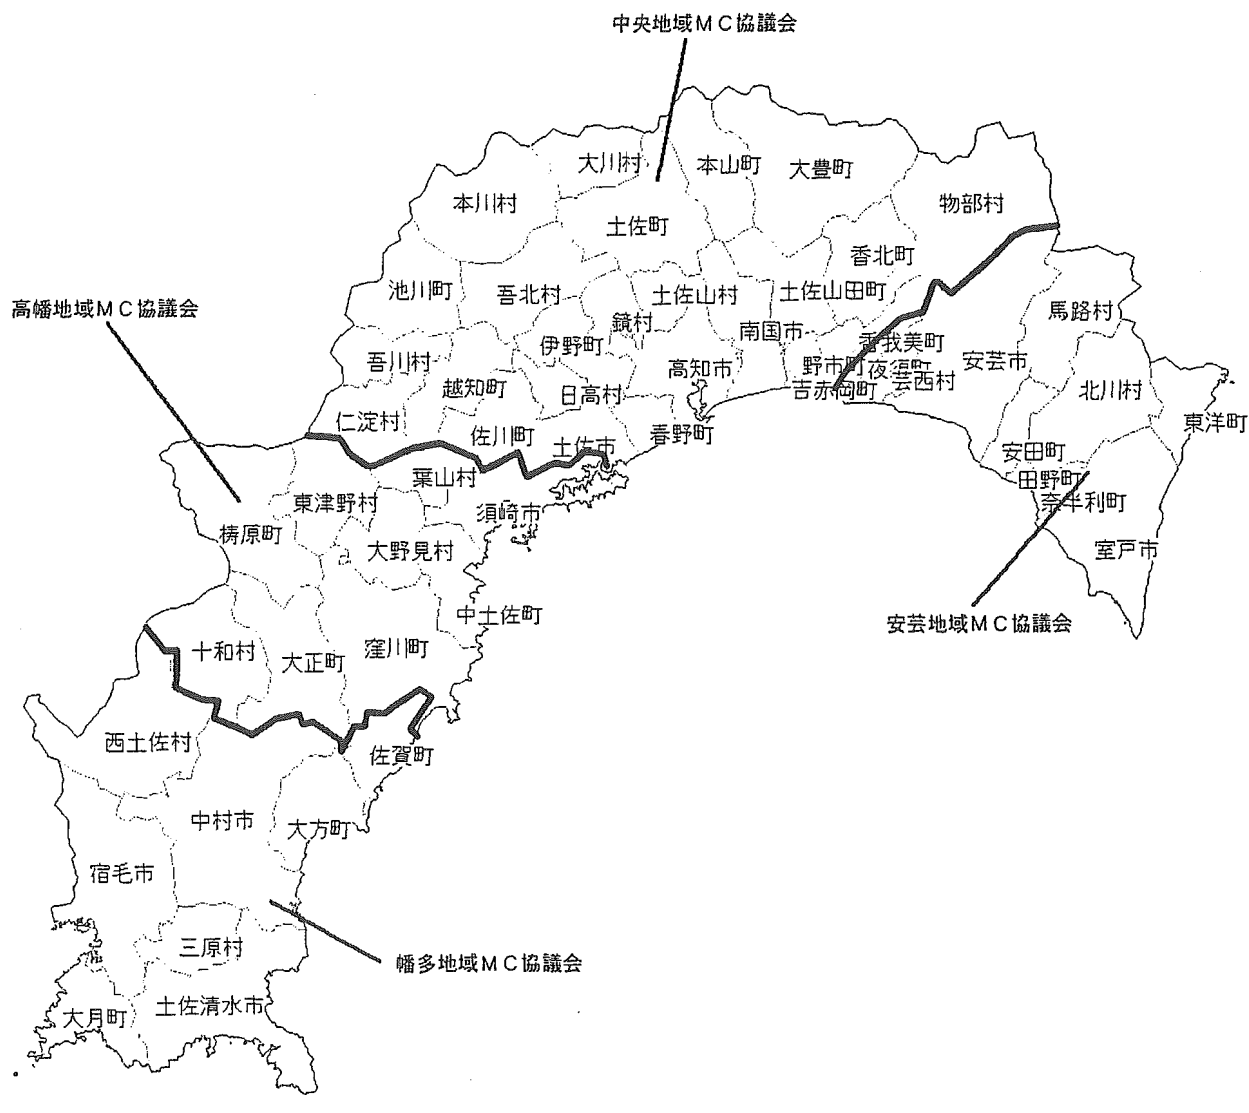 中央地域MC協議会
大川村
本山町
大豊町
本川村
物部村
土佐町
香北町
池川町
吾北村
土佐山村
土佐山田町
高幡地域MC協議会
馬路村
鏡村
南国市
伊野町
香我美町
吾川村
高知市
野市町
夜須町
安芸市
越知町
芸西村
北川村
日高村
吉赤岡町
仁淀村
東洋町
佐川町
春野町
土佐市
安田町
葉山村
田野町
東津野村
奈半利町
須崎市
梼原町
大野見村
室戸市
中土佐町
安芸地域MC協議会
十和村
窪川町
大正町
西土佐村
佐賀町
中村市
大方町
宿毛市
三原村
幡多地域MC協議会
土佐清水市
大月町